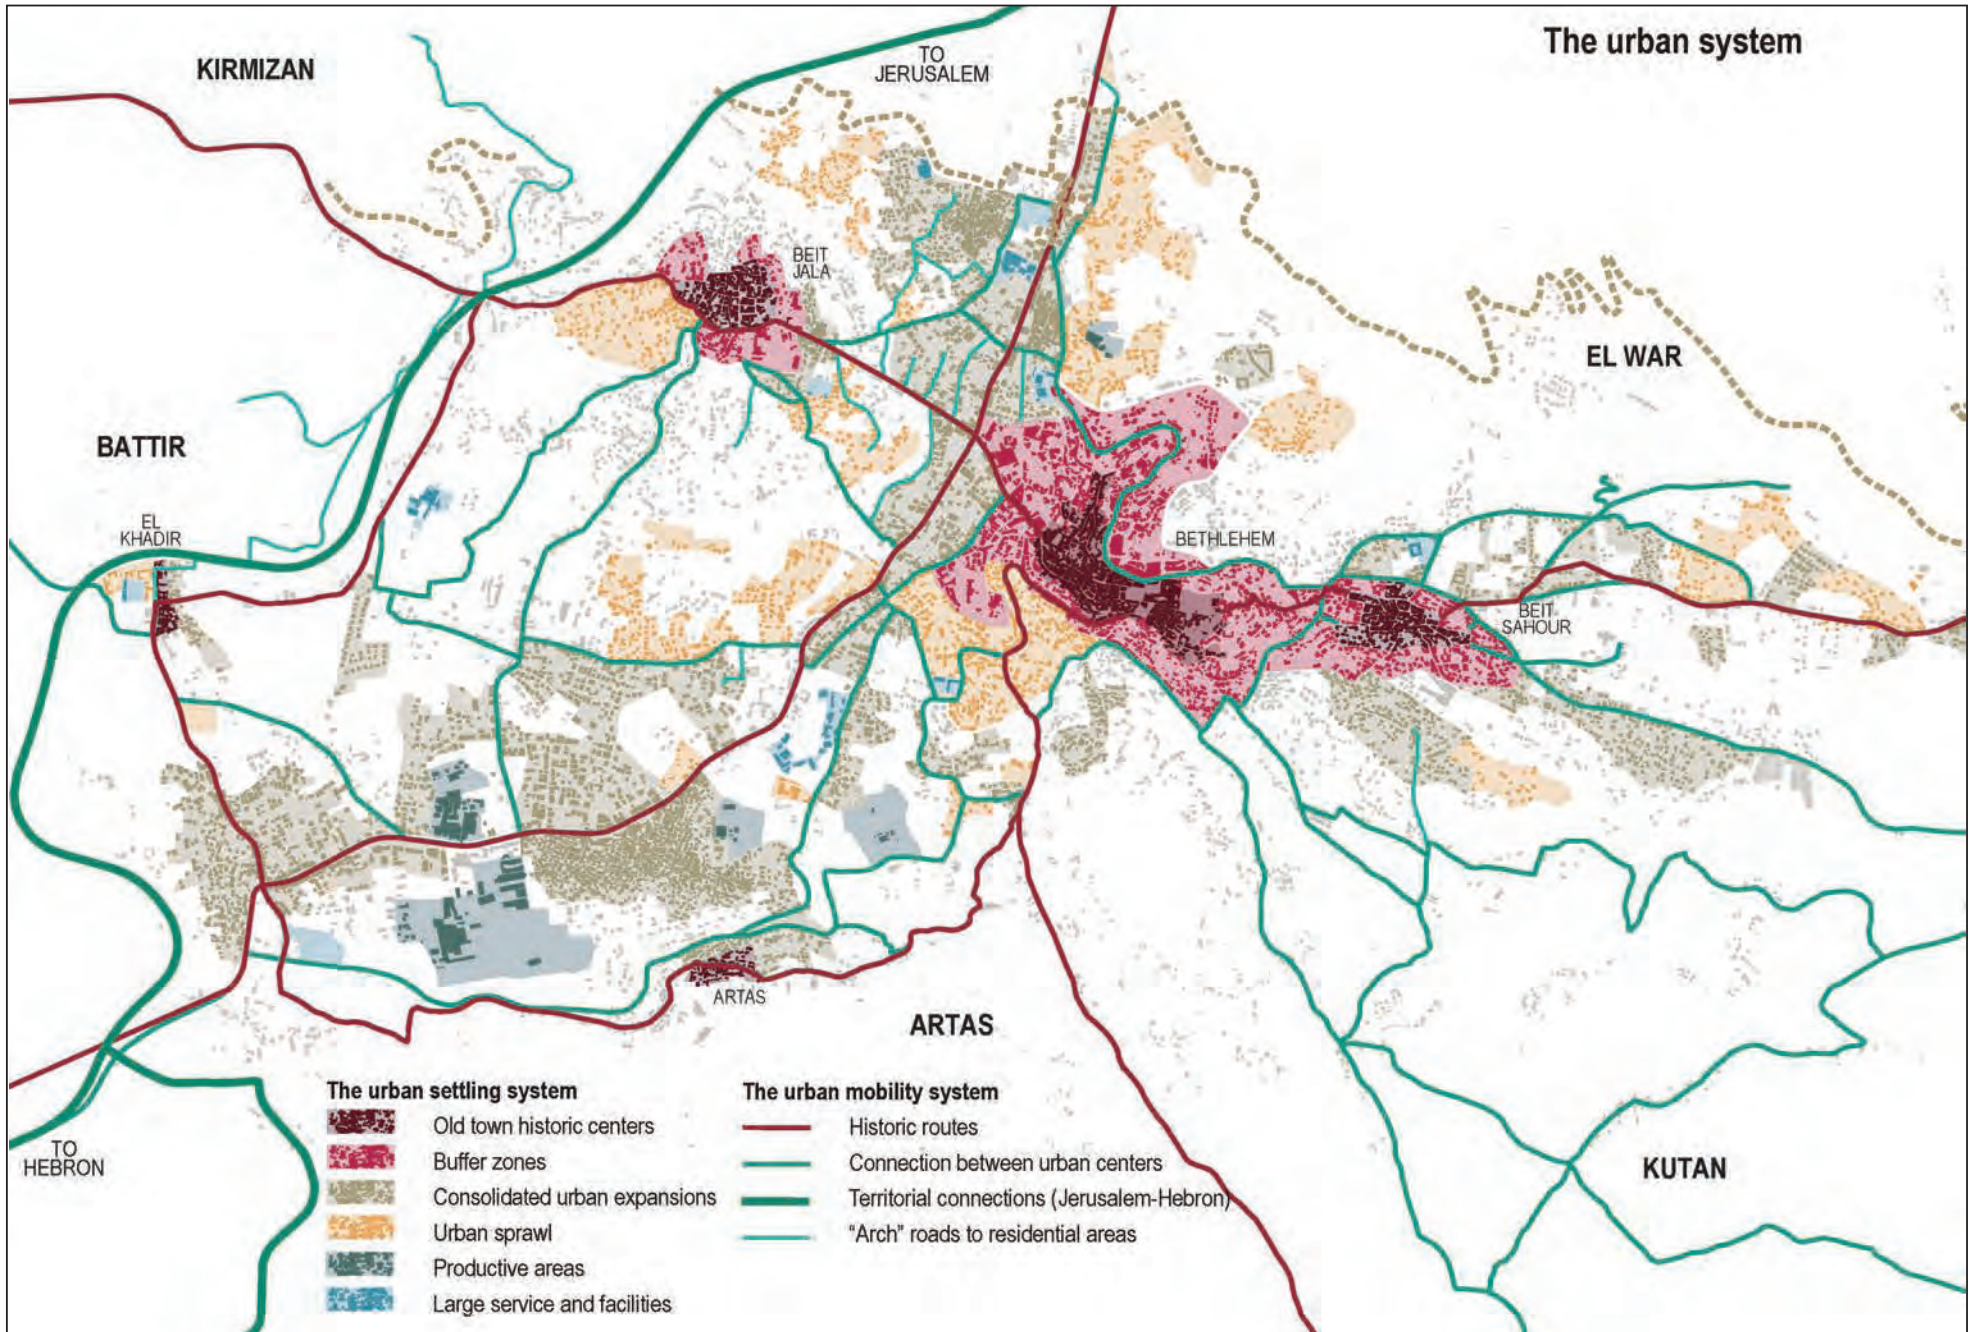 The urban system
KIRMIZAN
TO
JERUSALEM
BEIT
JALA
EL WAR
BATTIR
EL
KHADIR
BETHLEHEM
BEIT
SAHOUR
ARTAS
ARTAS
KUTAN
TO
HEBRON
The urban settling system
Old town historic centers
Buffer zones
Consolidated urban expansions
Urban sprawl
Productive areas
Large service and facilities
The urban mobility system
Historic routes
Connection between urban centers
Territorial connections (Jerusalem-Hebron)
“Arch” roads to residential areas